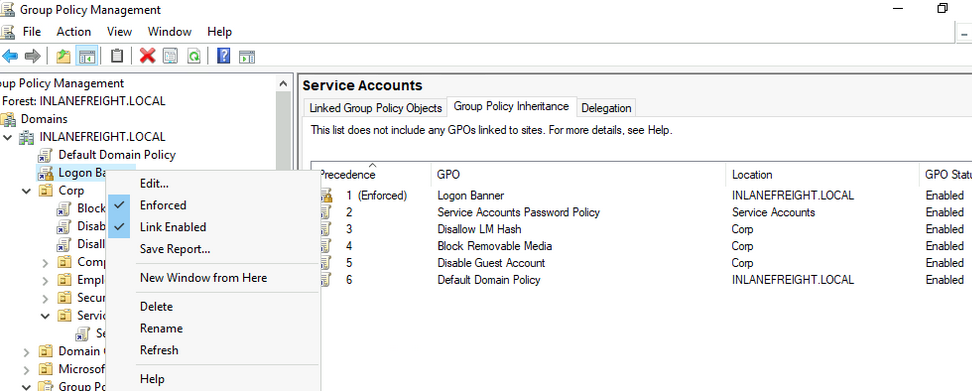 Group Policy Management
File Action View Window Help
oup Policy Management
Forest: INLANEFREIGHT.LOCAL
Domains
INLANEFREIGHT.LOCAL
Default Domain Policy
Logon Ba
Corp
Block
Disab
Disall
Comp
Empl
Secur
Servic
Se
Domain C
Microsof
Group Po
Edit...
Enforced
Link Enabled
Save Report...
New Window from Here
Delete
Rename
Refresh
Help
Service Accounts
Linked Group Policy Objects Group Policy Inheritance Delegation
This list does not include any GPOs linked to sites. For more details, see Help.
Precedence GPO Location GPO Statu
1 (Enforced) Logon Banner INLANEFREIGHT.LOCAL Enabled
2 Service Accounts Password Policy Service Accounts Enabled
3 Disallow LM Hash Corp Enabled
4 Block Removable Media Corp Enabled
5 Disable Guest Account Corp Enabled
6 Default Domain Policy INLANEFREIGHT.LOCAL Enabled